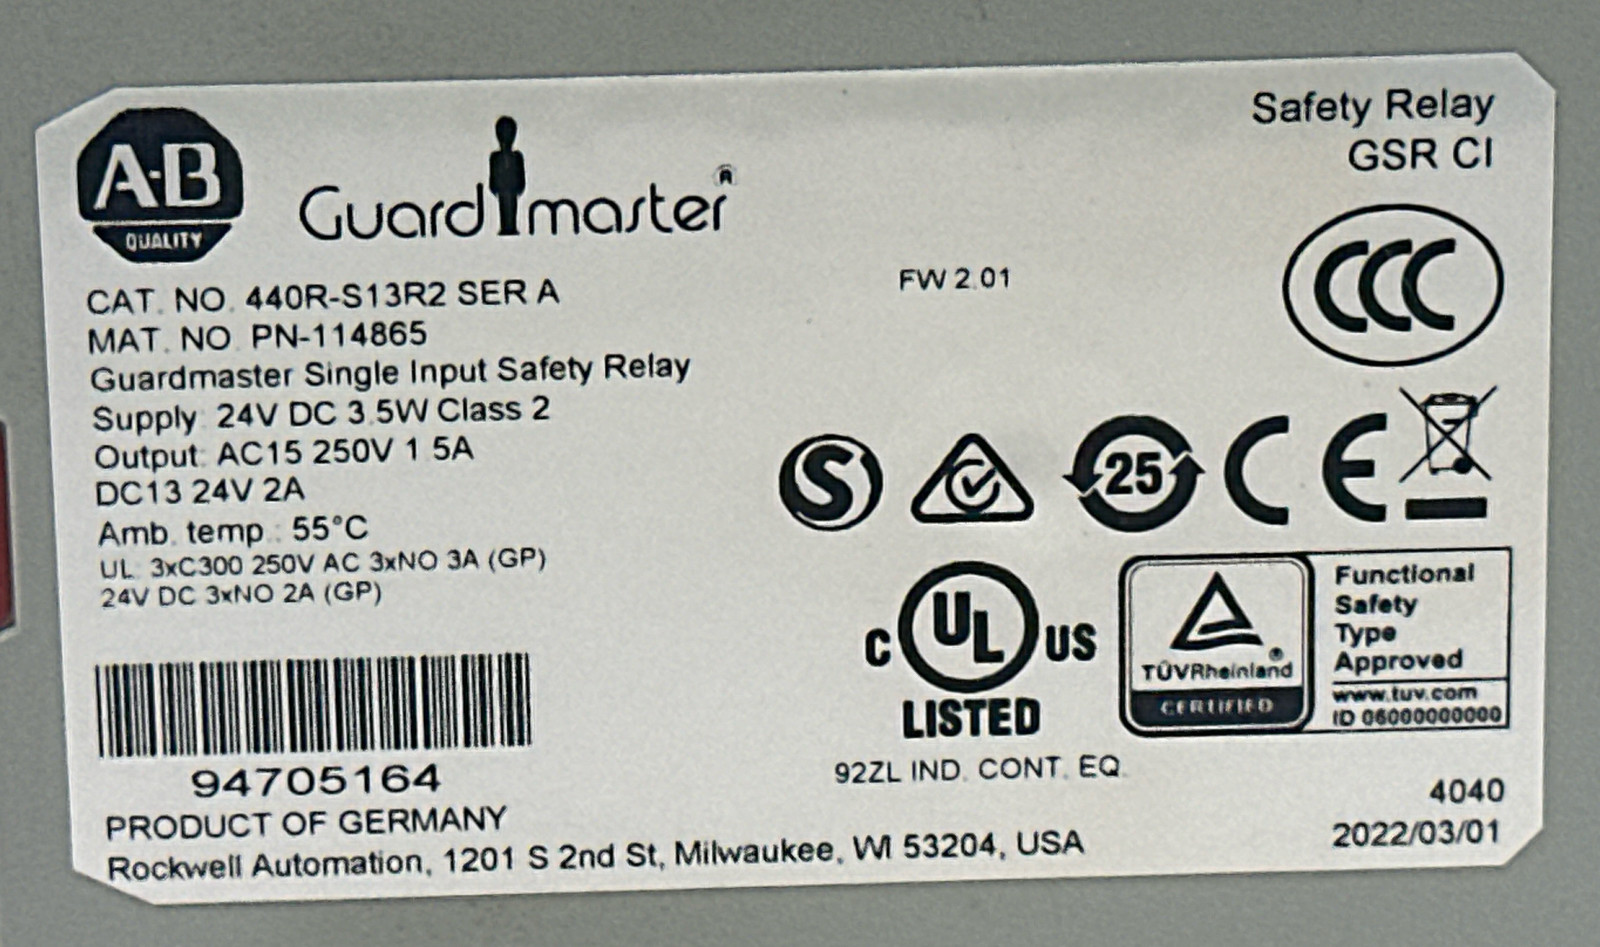 A-B
QUALITY
Guardmaster®
Safety Relay
GSR CI
CAT. NO. 440R-S13R2 SER A
MAT. NO. PN-114865
Guardmaster Single Input Safety Relay
Supply: 24V DC 3.5W Class 2
Output: AC15 250V 1.5A
DC13 24V 2A
Amb. temp.: 55°C
UL: 3xC300 250V AC 3xNO 3A (GP)
24V DC 3xNO 2A (GP)
FW 2.01
CCC
S
25
CE
C UL US
LISTED
92ZL IND. CONT. EQ.
TÜVRheinland®
CERTIFIED
Functional
Safety
Type
Approved
www.tuv.com
ID 06000000000
94705164
PRODUCT OF GERMANY
Rockwell Automation, 1201 S 2nd St, Milwaukee, WI 53204, USA
4040
2022/03/01